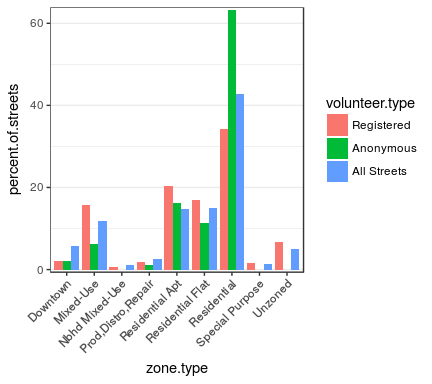 60
40
20
0
percent.of.streets
Downtown
Mixed-Use
Nbhd Mixed-Use
Prod,Distro,Repair
Residential Apt
Residential Flat
Residential
Special Purpose
Unzoned
zone.type
volunteer.type
Registered
Anonymous
All Streets